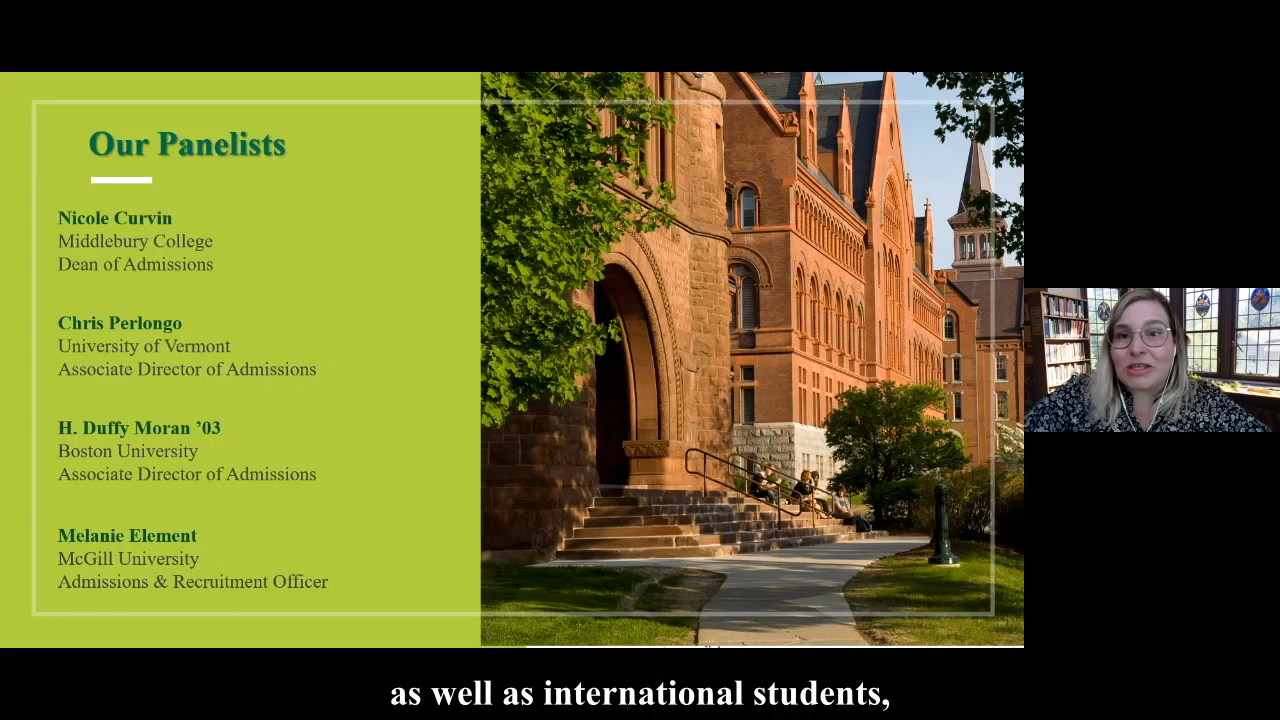 Our Panelists
Nicole Curvin
Middlebury College
Dean of Admissions
Chris Perlongo
University of Vermont
Associate Director of Admissions
H. Duffy Moran ’03
Boston University
Associate Director of Admissions
Melanie Element
McGill University
Admissions & Recruitment Officer
as well as international students,